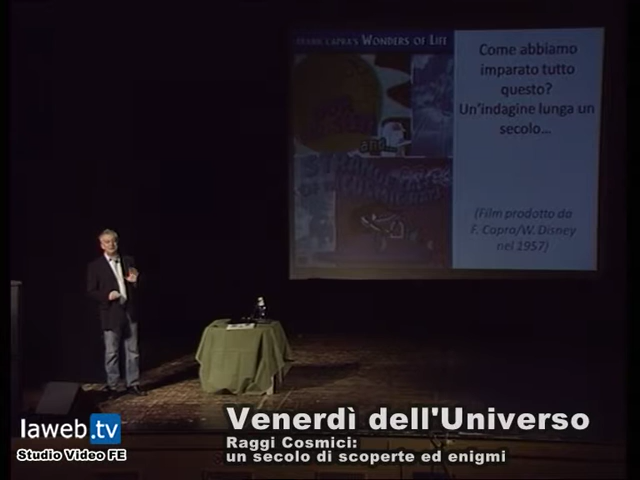 FRANK CAPRA'S WONDERS OF LIFE
and
Come abbiamo
imparato tutto
questo?
Un'indagine lunga un
secolo...
(Film prodotto da
F. Capra/W. Disney
nel 1957)
laweb.tv
Studio Video FE
Venerdì dell'Universo
Raggi Cosmici:
un secolo di scoperte ed enigmi